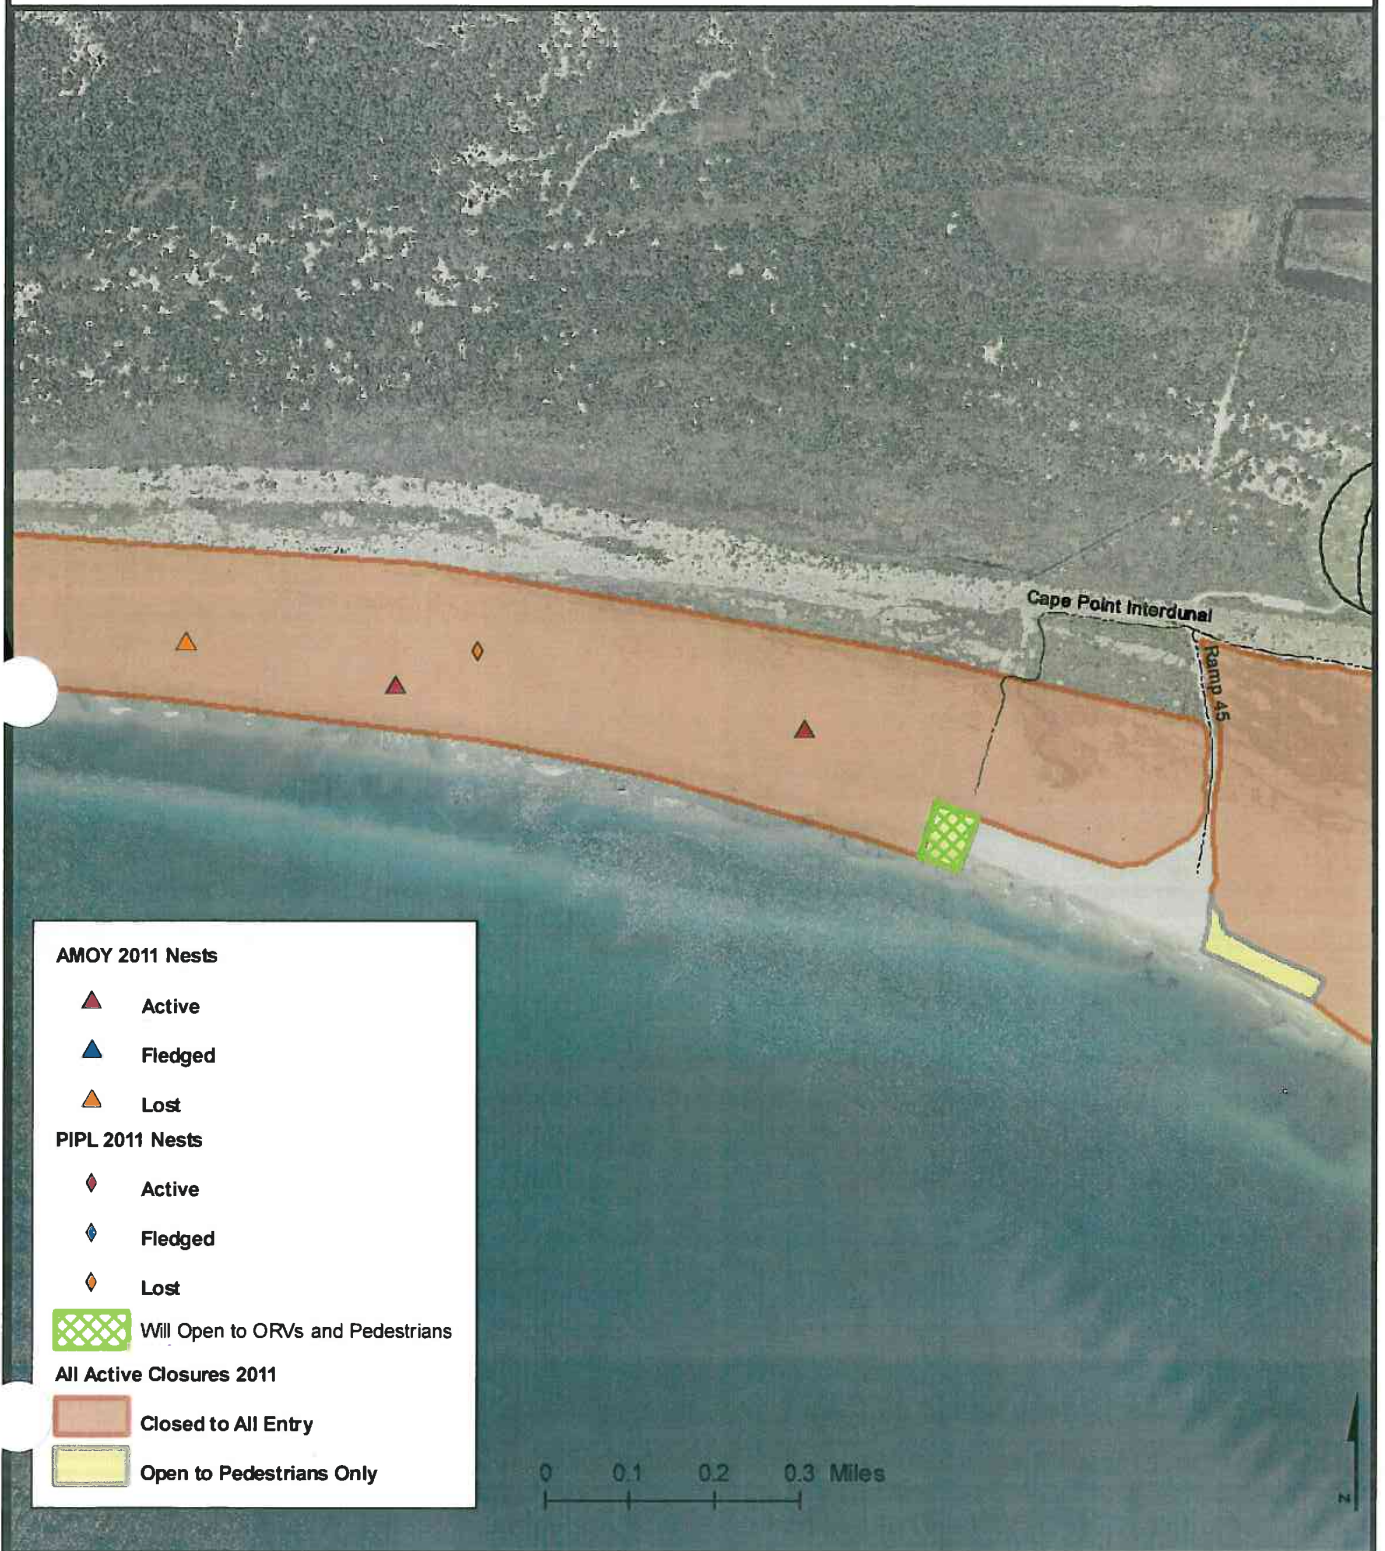 Cape Point Interdunal
Ramp 45
AMOY 2011 Nests
Active
Fledged
Lost
PIPL 2011 Nests
Active
Fledged
Lost
Will Open to ORVs and Pedestrians
All Active Closures 2011
Closed to All Entry
Open to Pedestrians Only
0 0.1 0.2 0.3 Miles
N